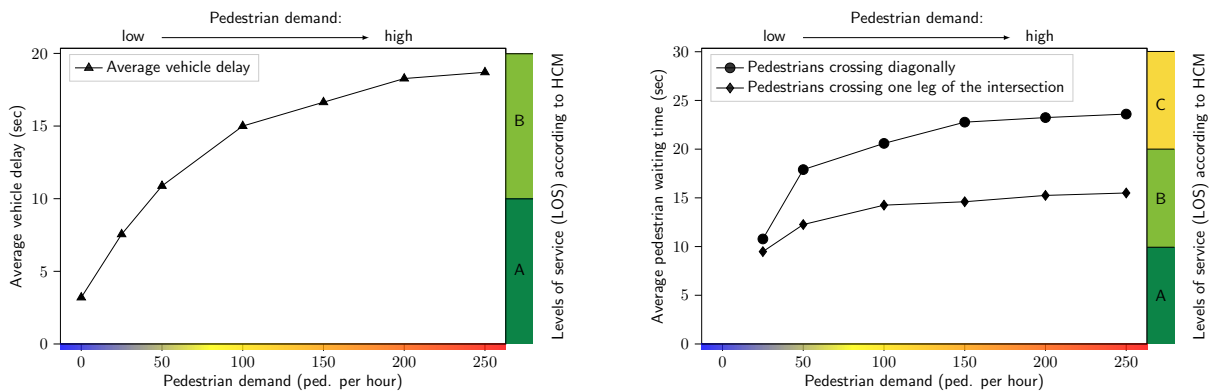 Pedestrian demand:
low high
20
15
10
5
0
Average vehicle delay (sec)
Average vehicle delay
B
A
Levels of service (LOS) according to HCM
0 50 100 150 200 250
Pedestrian demand (ped. per hour)
Pedestrian demand:
low high
30
25
20
15
10
5
0
Average pedestrian waiting time (sec)
Pedestrians crossing diagonally
Pedestrians crossing one leg of the intersection
C
B
A
Levels of service (LOS) according to HCM
0 50 100 150 200 250
Pedestrian demand (ped. per hour)